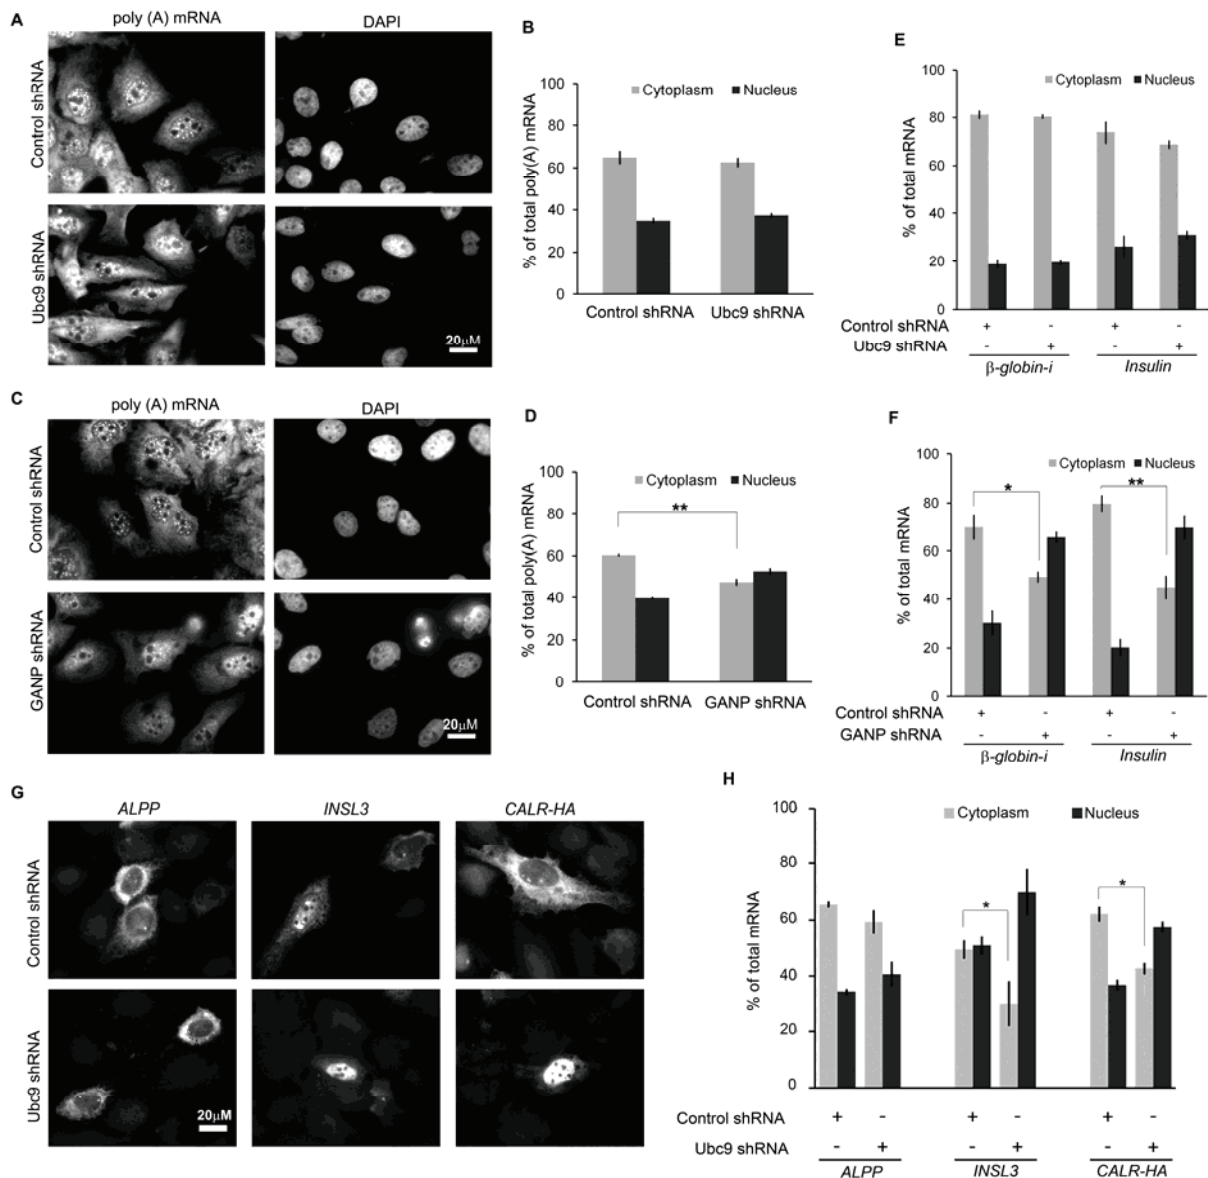 A
poly (A) mRNA
DAPI
Control shRNA
Ubc9 shRNA
20μM
B
100
80
60
40
20
0
% of total poly(A) mRNA
Cytoplasm
Nucleus
Control shRNA
Ubc9 shRNA
E
100
80
60
40
20
0
% of total mRNA
Cytoplasm
Nucleus
Control shRNA + - + -
Ubc9 shRNA - + - +
β-globin-i
Insulin
C
poly (A) mRNA
DAPI
Control shRNA
GANP shRNA
20μM
D
100
80
60
40
20
0
% of total poly(A) mRNA
Cytoplasm
Nucleus
**
Control shRNA
GANP shRNA
F
100
80
60
40
20
0
% of total mRNA
Cytoplasm
Nucleus
*
**
Control shRNA + - + -
GANP shRNA - + - +
β-globin-i
Insulin
G
ALPP
INSL3
CALR-HA
Control shRNA
Ubc9 shRNA
20μM
H
100
80
60
40
20
0
% of total mRNA
Cytoplasm
Nucleus
*
*
Control shRNA + - + - + -
Ubc9 shRNA - + - + - +
ALPP
INSL3
CALR-HA